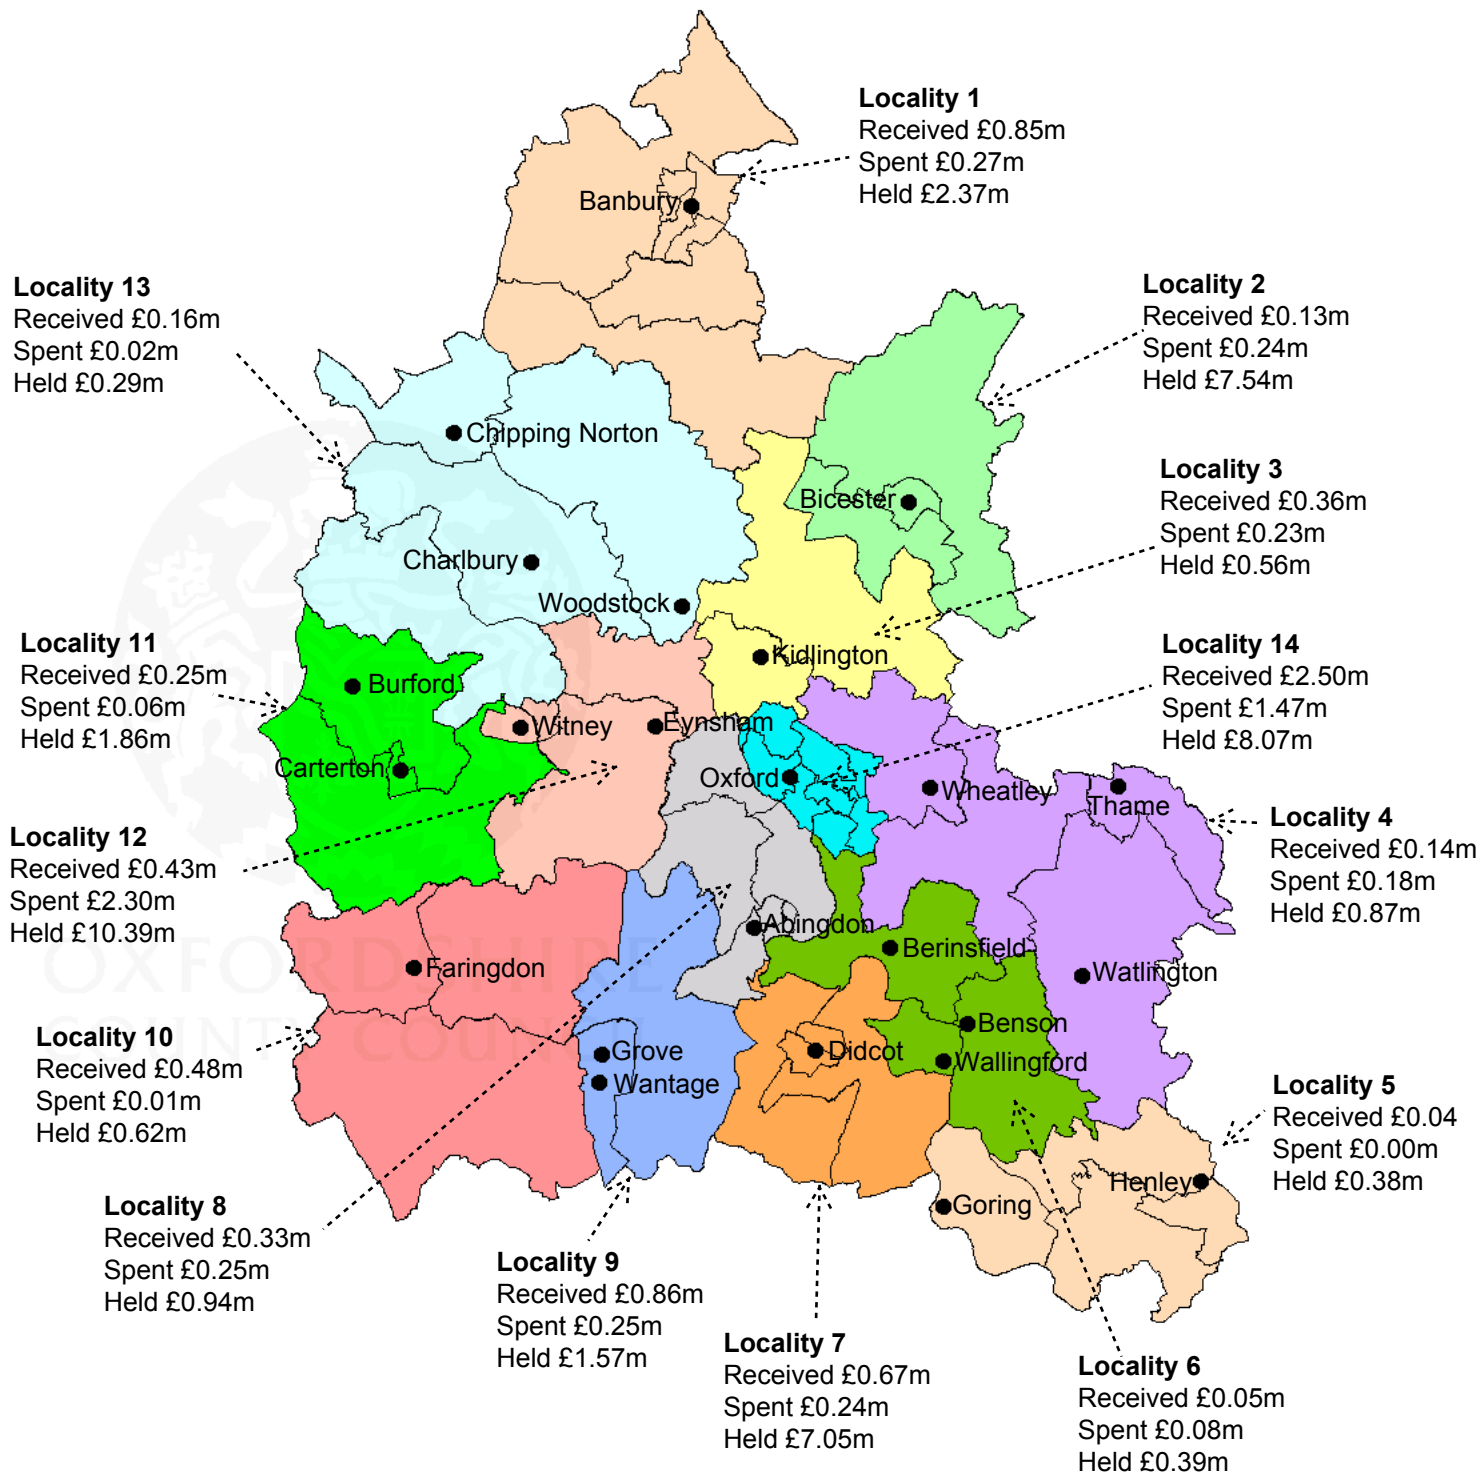 Locality 1
Received £0.85m
Spent £0.27m
Held £2.37m
Banbury
Locality 13
Received £0.16m
Spent £0.02m
Held £0.29m
Locality 2
Received £0.13m
Spent £0.24m
Held £7.54m
Chipping Norton
Bicester
Locality 3
Received £0.36m
Spent £0.23m
Held £0.56m
Charlbury
Woodstock
Kidlington
Locality 11
Received £0.25m
Spent £0.06m
Held £1.86m
Locality 14
Received £2.50m
Spent £1.47m
Held £8.07m
Burford
Witney
Eynsham
Carterton
Oxford
Wheatley
Thame
Locality 12
Received £0.43m
Spent £2.30m
Held £10.39m
Locality 4
Received £0.14m
Spent £0.18m
Held £0.87m
Abingdon
Berinsfield
Faringdon
Watlington
OXFORDSHIRE
COUNTY COUNCIL
Locality 10
Received £0.48m
Spent £0.01m
Held £0.62m
Benson
Grove
Didcot
Wallingford
Wantage
Locality 5
Received £0.04
Spent £0.00m
Held £0.38m
Henley
Goring
Locality 8
Received £0.33m
Spent £0.25m
Held £0.94m
Locality 9
Received £0.86m
Spent £0.25m
Held £1.57m
Locality 7
Received £0.67m
Spent £0.24m
Held £7.05m
Locality 6
Received £0.05m
Spent £0.08m
Held £0.39m